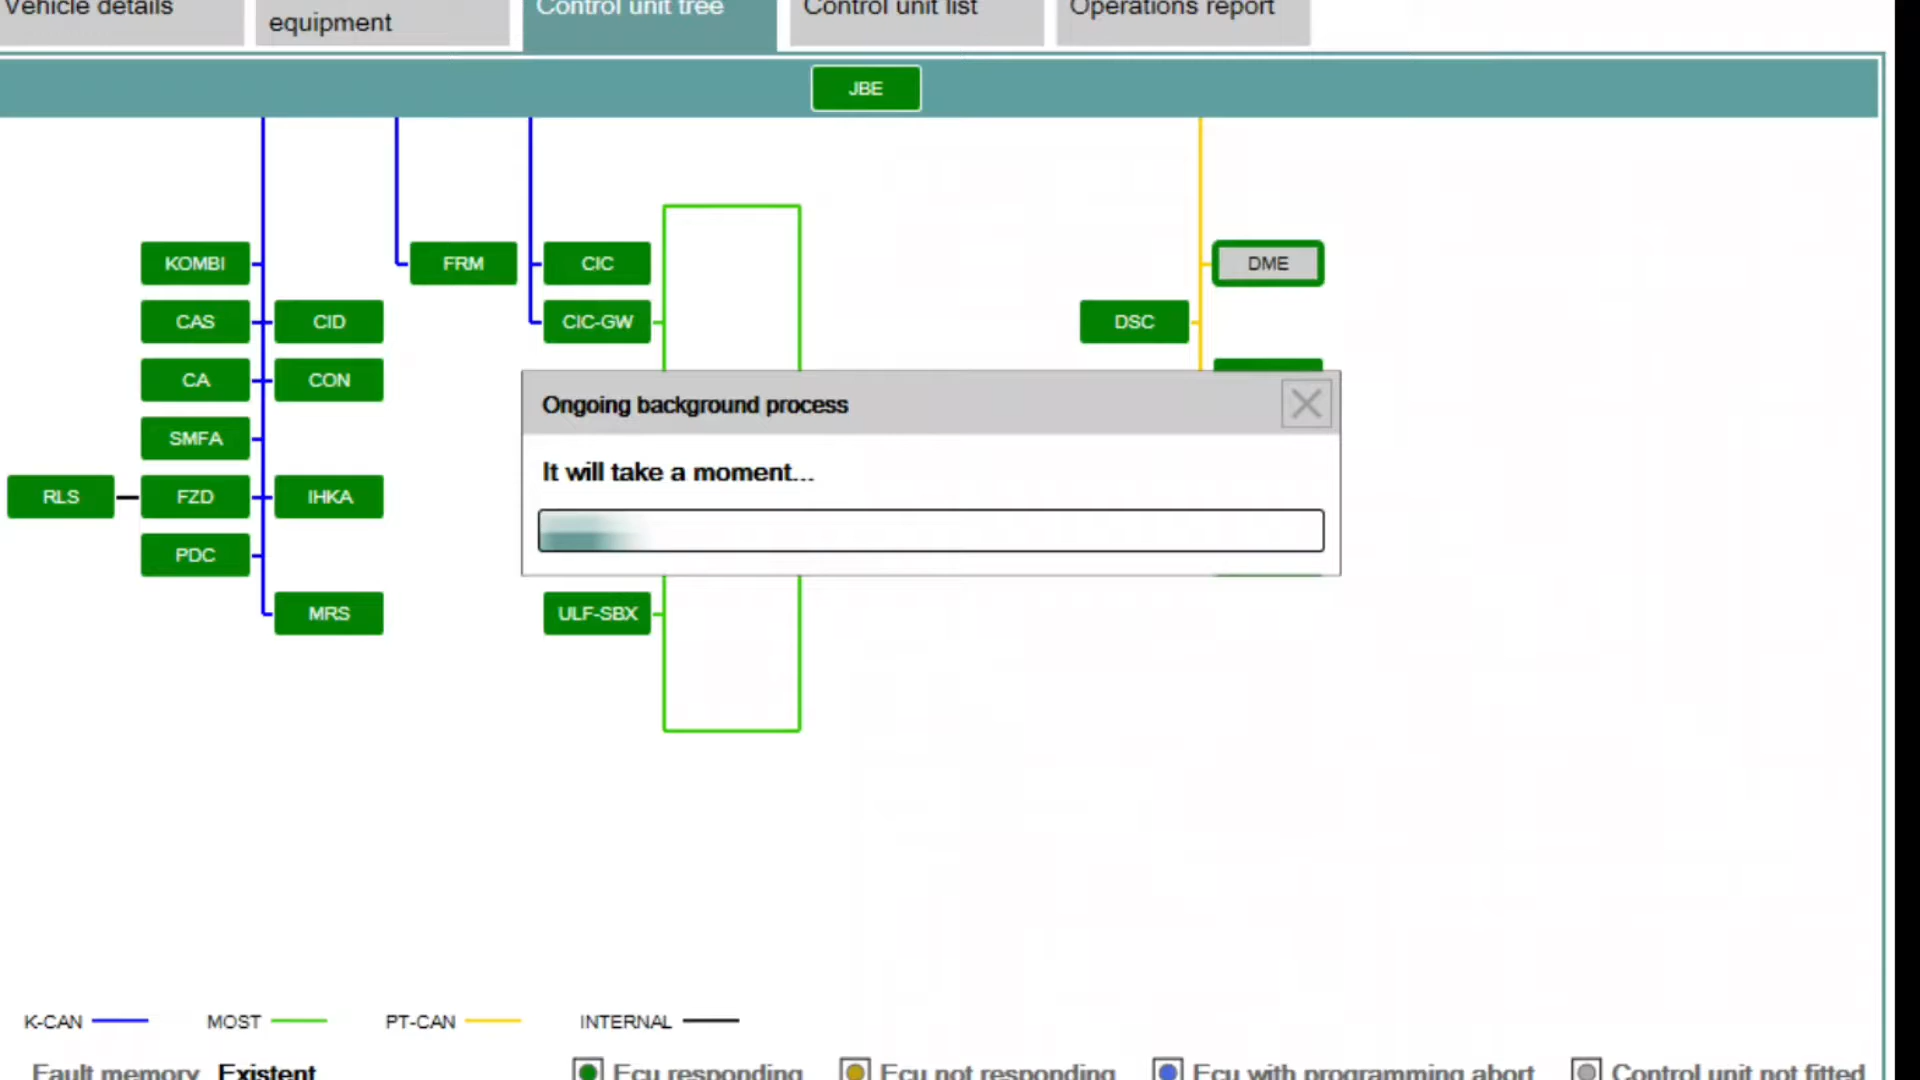 Vehicle details
equipment
Control unit tree
Control unit list
Operations report
JBE
KOMBI
FRM
CIC
DME
CAS
CID
CIC-GW
DSC
CA
CON
Ongoing background process
SMFA
It will take a moment...
RLS
FZD
IHKA
PDC
MRS
ULF-SBX
K-CAN
MOST
PT-CAN
INTERNAL
Fault memory Existent
Ecu responding
Ecu not responding
Ecu with programming abort
Control unit not fitted